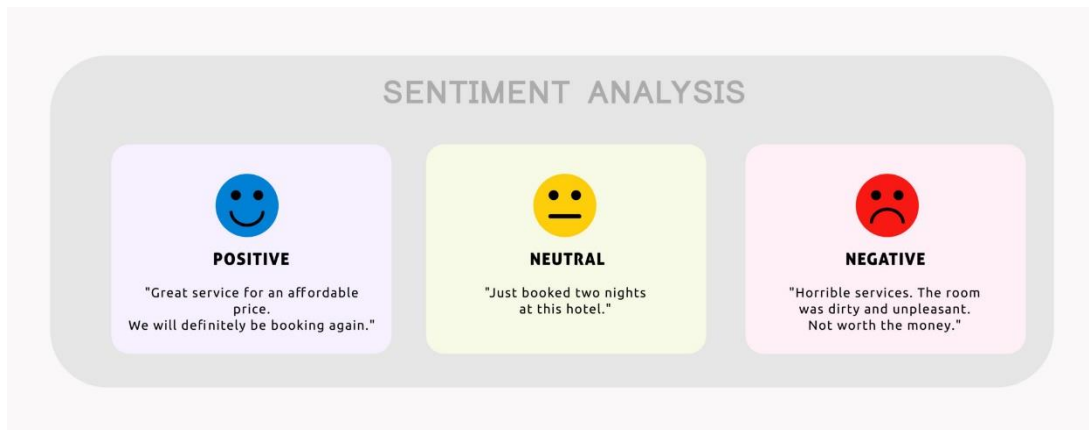 SENTIMENT ANALYSIS
POSITIVE
"Great service for an affordable
price.
We will definitely be booking again."
NEUTRAL
"Just booked two nights
at this hotel."
NEGATIVE
"Horrible services. The room
was dirty and unpleasant.
Not worth the money."